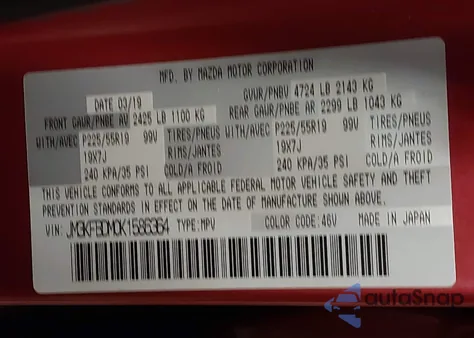 MFD. BY MAZDA MOTOR CORPORATION
DATE 03/19 GVUR/PNBV 4724 LB 2143 KG
FRONT GAUR/PNBE AV 2425 LB 1100 KG REAR GAUR/PNBE AR 2299 LB 1043 KG
WITH/AVEC P225/55R19 99V TIRES/PNEUS WITH/AVEC P225/55R19 99V TIRES/PNEUS
19X7J RIMS/JANTES 19X7J RIMS/JANTES
240 KPA/35 PSI COLD/A FROID 240 KPA/35 PSI COLD/A FROID
THIS VEHICLE CONFORMS TO ALL APPLICABLE FEDERAL MOTOR VEHICLE SAFETY AND THEFT
PREVENTION STANDARDS IN EFFECT ON THE DATE OF MANUFACTURE SHOWN ABOVE.
VIN: JM3KFBDM0K1586364 TYPE:MPV COLOR CODE:46V MADE IN JAPAN
autoSnap